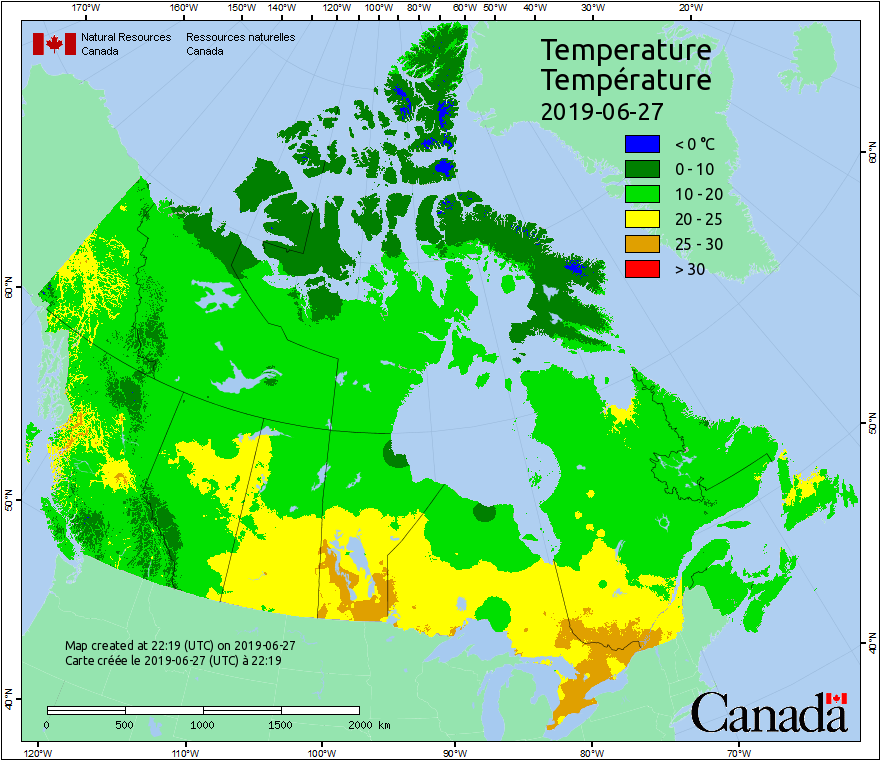 170°W 160°W 150°W 140°W 120°W 110°W 100°W 80°W 60°W 50°W 40°W 30°W 20°W
Natural Resources Ressources naturelles
Canada Canada
Temperature
Température
2019-06-27
< 0 °C
0 - 10
10 - 20
20 - 25
25 - 30
> 30
60°N
60°N
50°N
50°N
40°N
40°N
Map created at 22:19 (UTC) on 2019-06-27
Carte créée le 2019-06-27 (UTC) à 22:19
0 500 1000 1500 2000 km
Canada
120°W 110°W 100°W 90°W 80°W 70°W